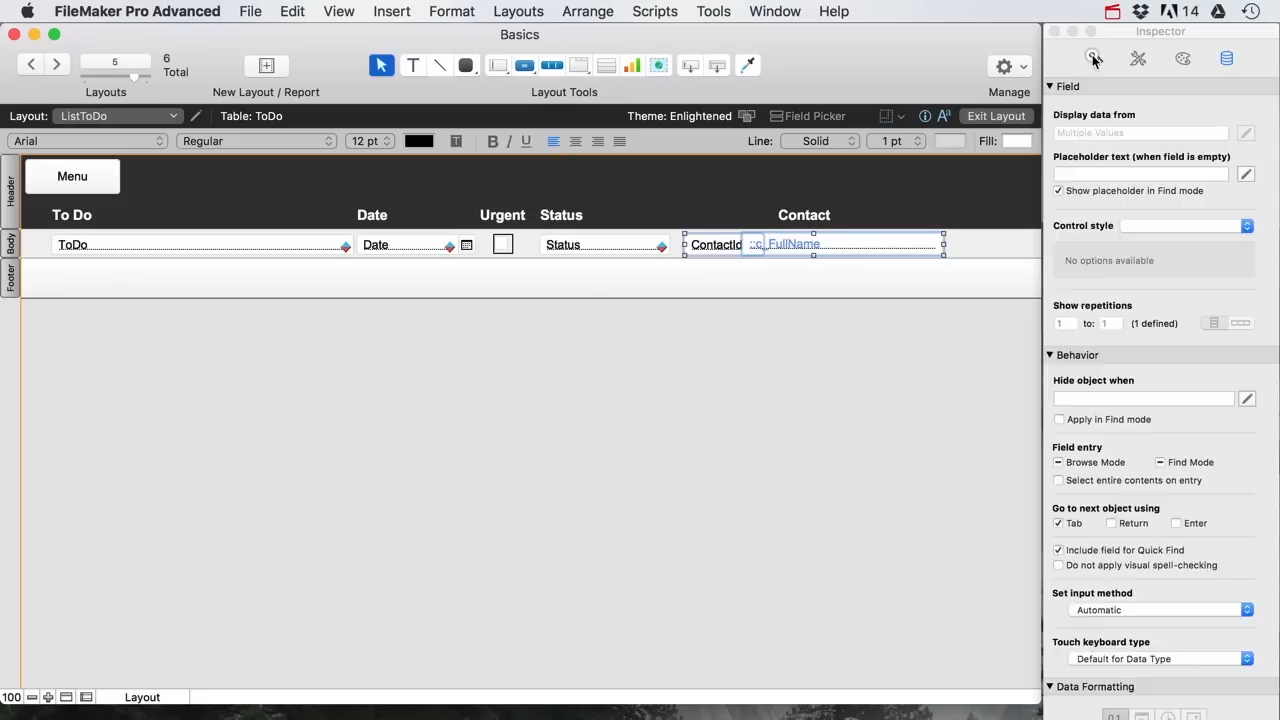 FileMaker Pro Advanced File Edit View Insert Format Layouts Arrange Scripts Tools Window Help 14
Basics
Inspector
5
6
Total
Layouts
New Layout / Report
Layout Tools
Manage
Layout: ListToDo Table: ToDo Theme: Enlightened Field Picker Aa Exit Layout
Arial Regular 12 pt B I U Line: Solid 1 pt Fill:
Header
Menu
To Do Date Urgent Status Contact
Body
ToDo Date Status ContactId ::c_FullName
Footer
100 Layout
Field
Display data from
Multiple Values
Placeholder text (when field is empty)
Show placeholder in Find mode
Control style
No options available
Show repetitions
1 to: 1 (1 defined)
Behavior
Hide object when
Apply in Find mode
Field entry
Browse Mode Find Mode
Select entire contents on entry
Go to next object using
Tab Return Enter
Include field for Quick Find
Do not apply visual spell-checking
Set input method
Automatic
Touch keyboard type
Default for Data Type
Data Formatting